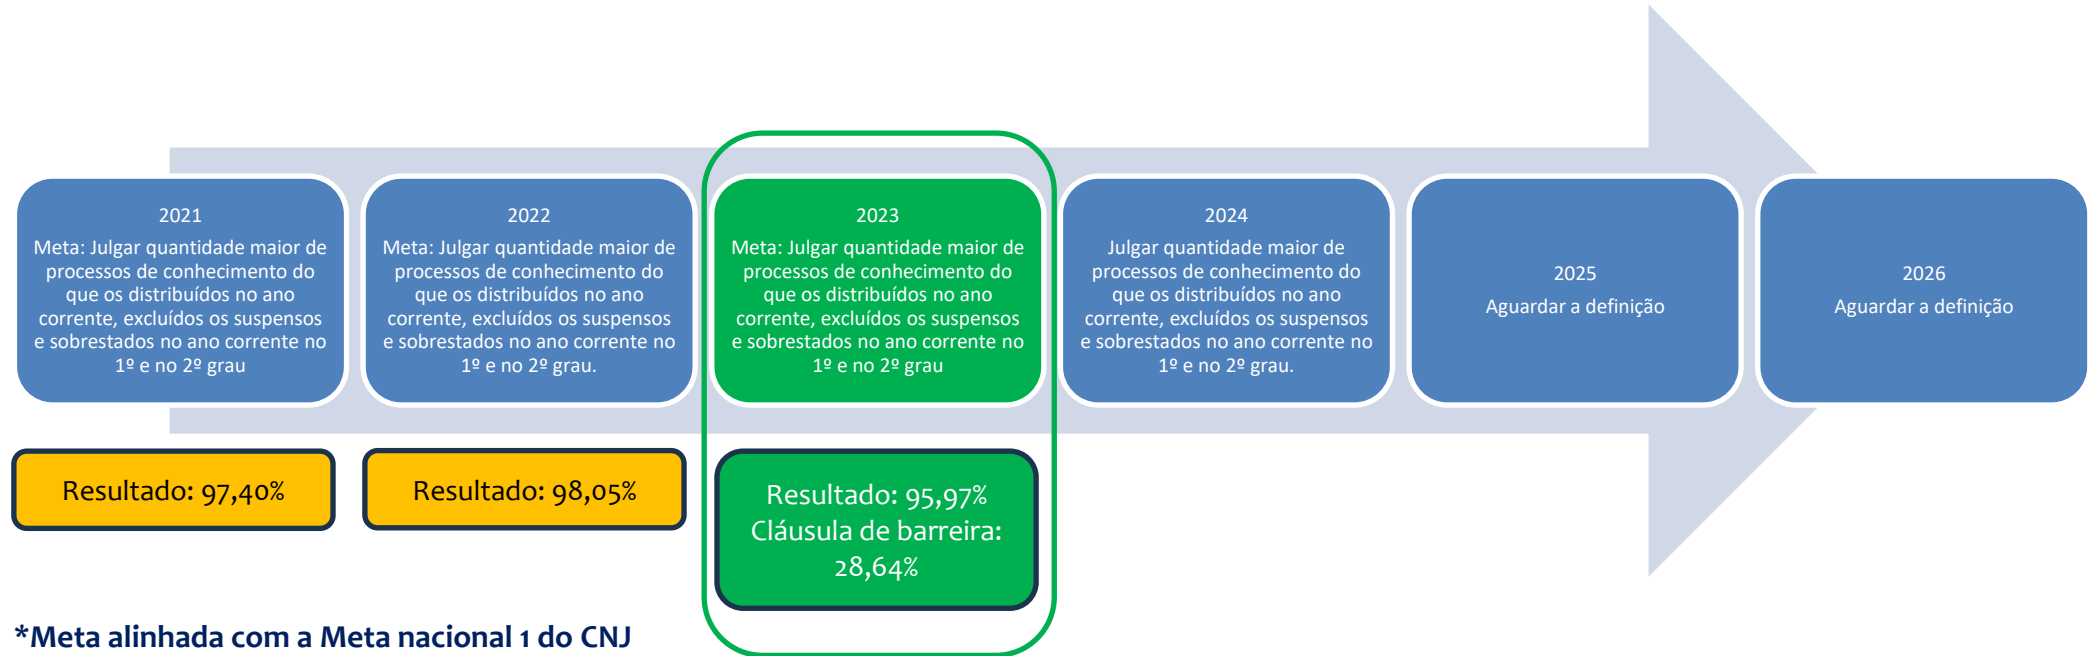 2021
Meta: Julgar quantidade maior de
processos de conhecimento do
que os distribuídos no ano
corrente, excluídos os suspensos
e sobrestados no ano corrente no
1º e no 2º grau
2022
Meta: Julgar quantidade maior de
processos de conhecimento do
que os distribuídos no ano
corrente, excluídos os suspensos
e sobrestados no ano corrente no
1º e no 2º grau.
2023
Meta: Julgar quantidade maior de
processos de conhecimento do
que os distribuídos no ano
corrente, excluídos os suspensos
e sobrestados no ano corrente no
1º e no 2º grau
2024
Julgar quantidade maior de
processos de conhecimento do
que os distribuídos no ano
corrente, excluídos os suspensos
e sobrestados no ano corrente no
1º e no 2º grau.
2025
Aguardar a definição
2026
Aguardar a definição
Resultado: 97,40%
Resultado: 98,05%
Resultado: 95,97%
Cláusula de barreira:
28,64%
*Meta alinhada com a Meta nacional 1 do CNJ